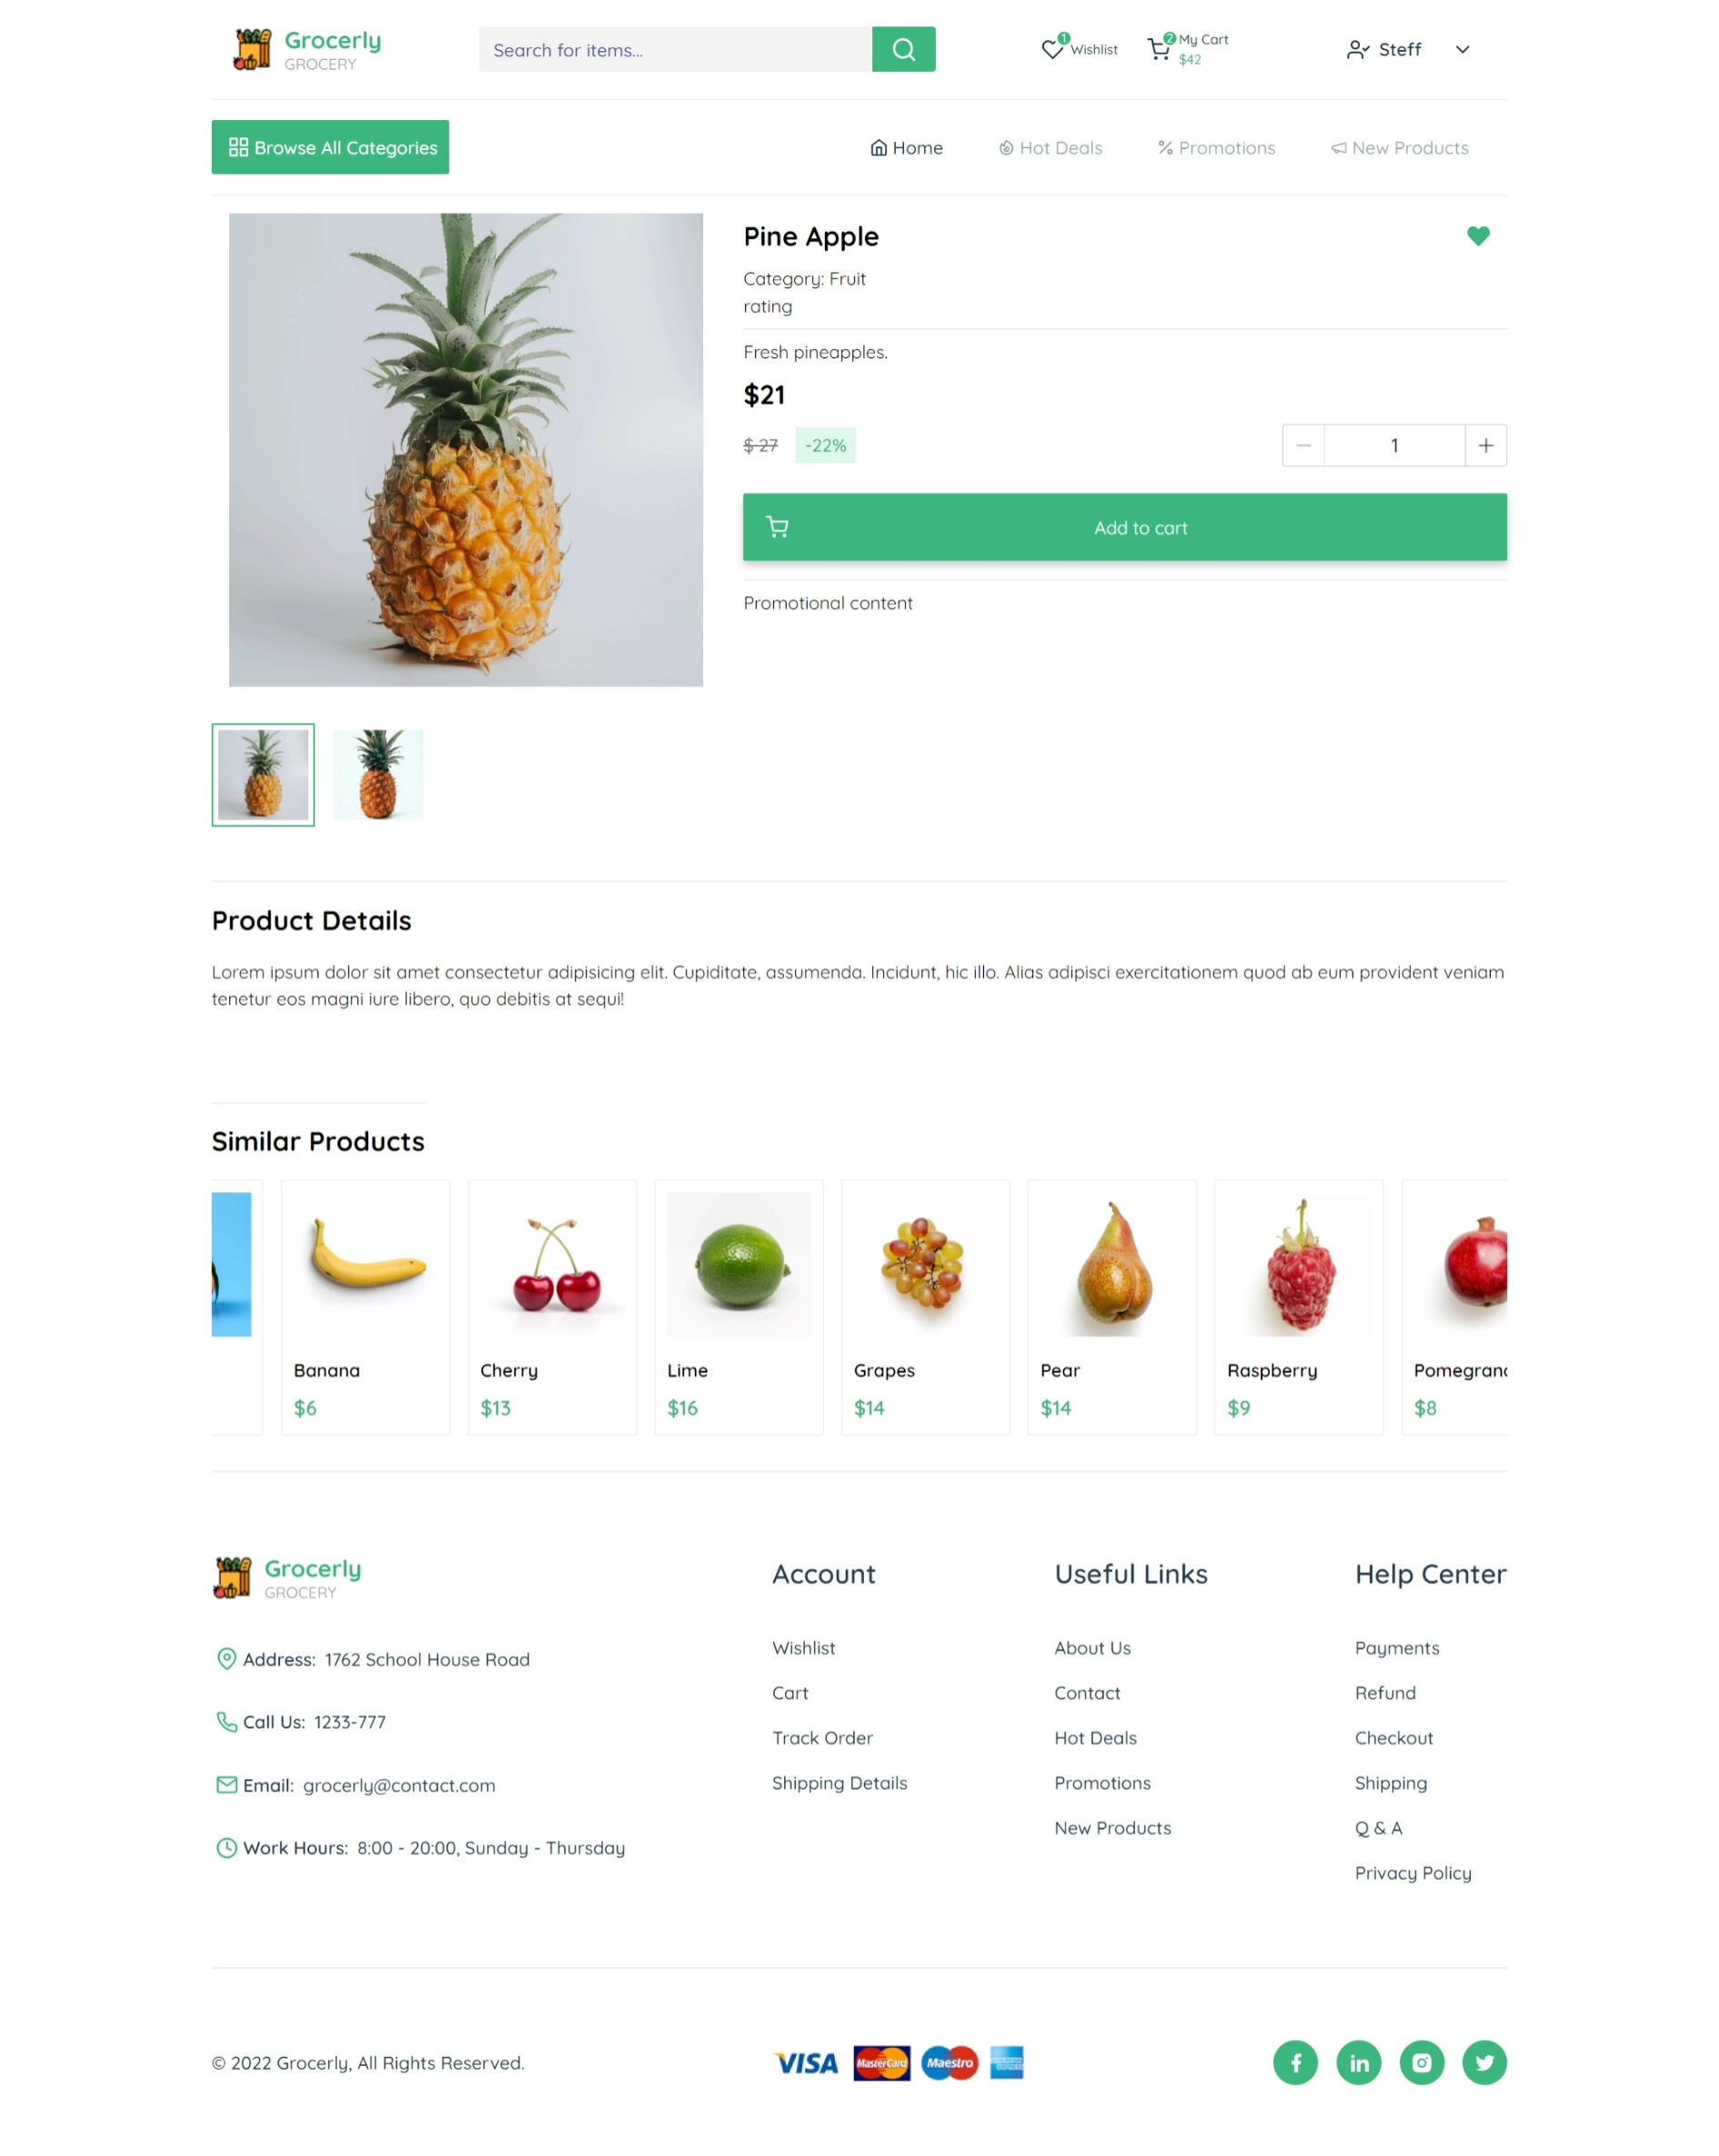 Grocerly
GROCERY
Search for items...
1
Wishlist
2
My Cart
$42
Steff
Browse All Categories
Home
Hot Deals
Promotions
New Products
Pine Apple
Category: Fruit
rating
Fresh pineapples.
$21
$ 27
-22%
1
Add to cart
Promotional content
Product Details
Lorem ipsum dolor sit amet consectetur adipisicing elit. Cupiditate, assumenda. Incidunt, hic illo. Alias adipisci exercitationem quod ab eum provident veniam
tenetur eos magni iure libero, quo debitis at sequi!
Similar Products
Banana
$6
Cherry
$13
Lime
$16
Grapes
$14
Pear
$14
Raspberry
$9
Pomegran
$8
Grocerly
GROCERY
Address: 1762 School House Road
Call Us: 1233-777
Email: grocerly@contact.com
Work Hours: 8:00 - 20:00, Sunday - Thursday
Account
Wishlist
Cart
Track Order
Shipping Details
Useful Links
About Us
Contact
Hot Deals
Promotions
New Products
Help Center
Payments
Refund
Checkout
Shipping
Q & A
Privacy Policy
© 2022 Grocerly, All Rights Reserved.
VISA
MasterCard
Maestro
AMERICAN EXPRESS